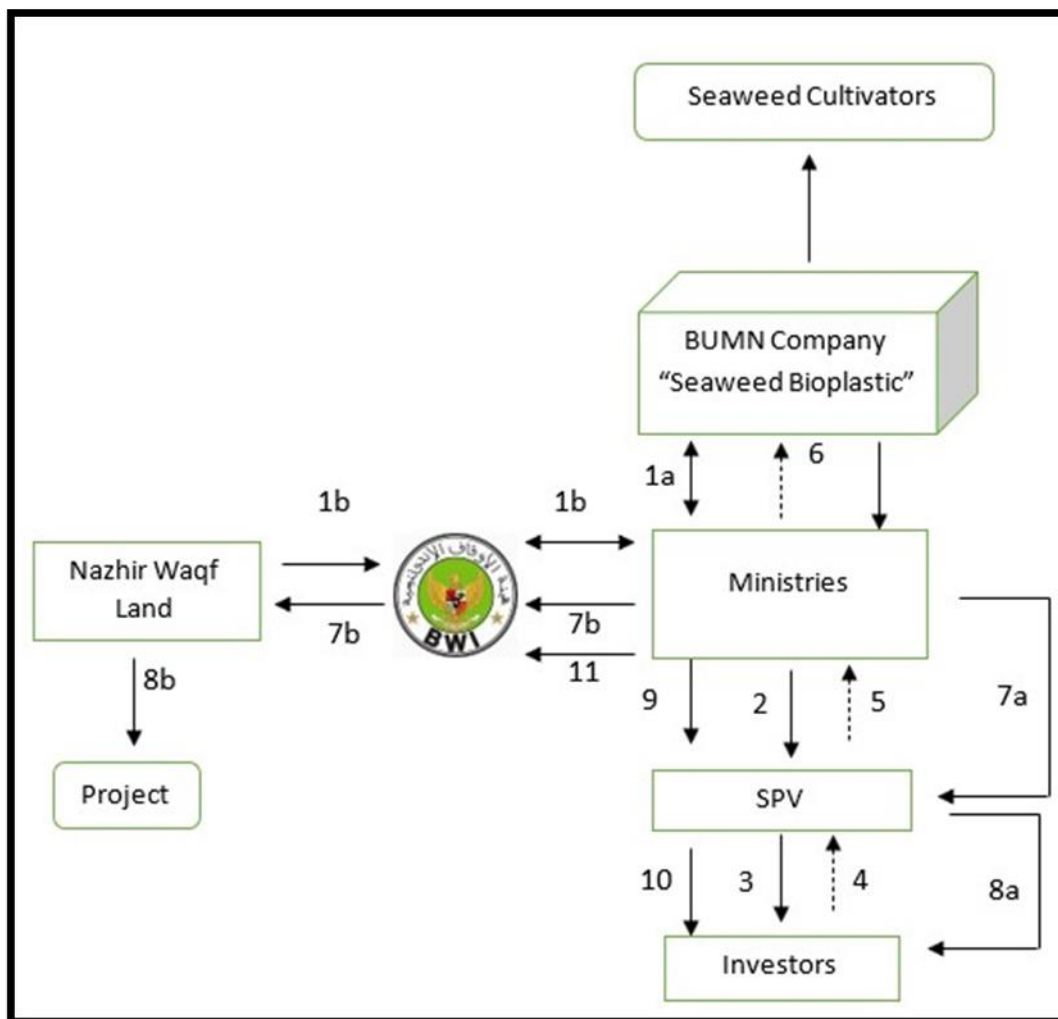 Seaweed Cultivators
BUMN Company
“Seaweed Bioplastic”
1a
6
1b
1b
Nazhir Waqf
Land
BWI
Ministries
7b
7b
11
8b
9
2
5
7a
Project
SPV
10
3
4
8a
Investors